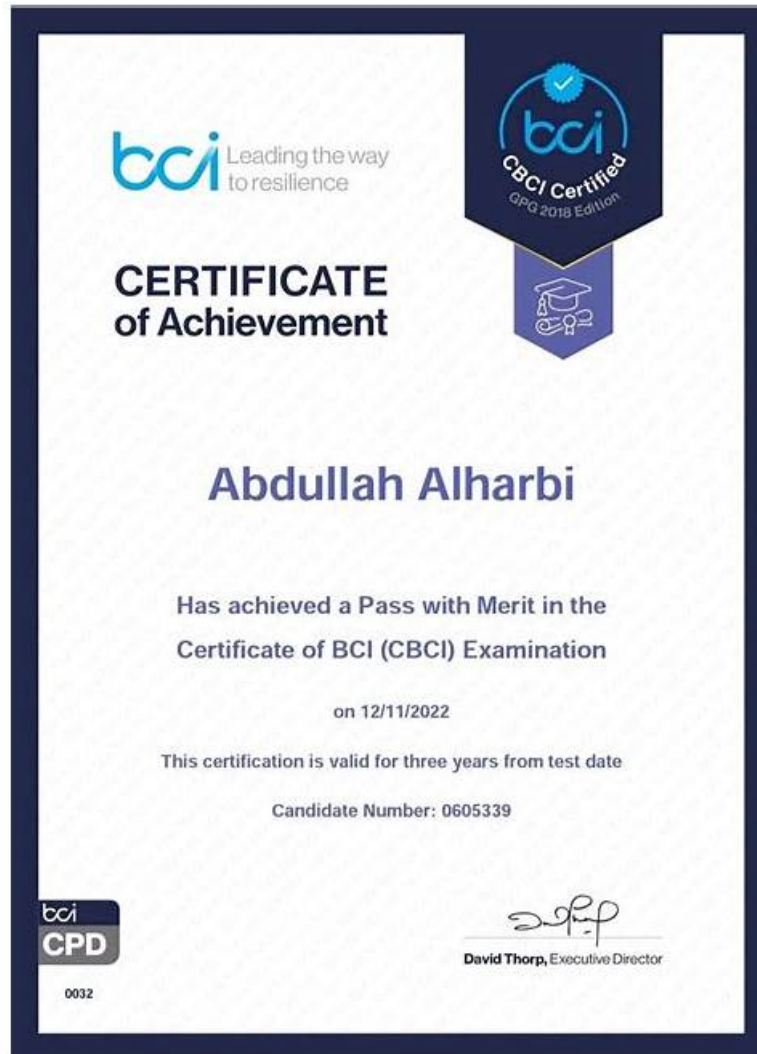 bci Leading the way
to resilience
bci
CBCI Certified
GPG 2018 Edition
CERTIFICATE
of Achievement
Abdullah Alharbi
Has achieved a Pass with Merit in the
Certificate of BCI (CBCI) Examination
on 12/11/2022
This certification is valid for three years from test date
Candidate Number: 0605339
bci
CPD
0032
David Thorp, Executive Director